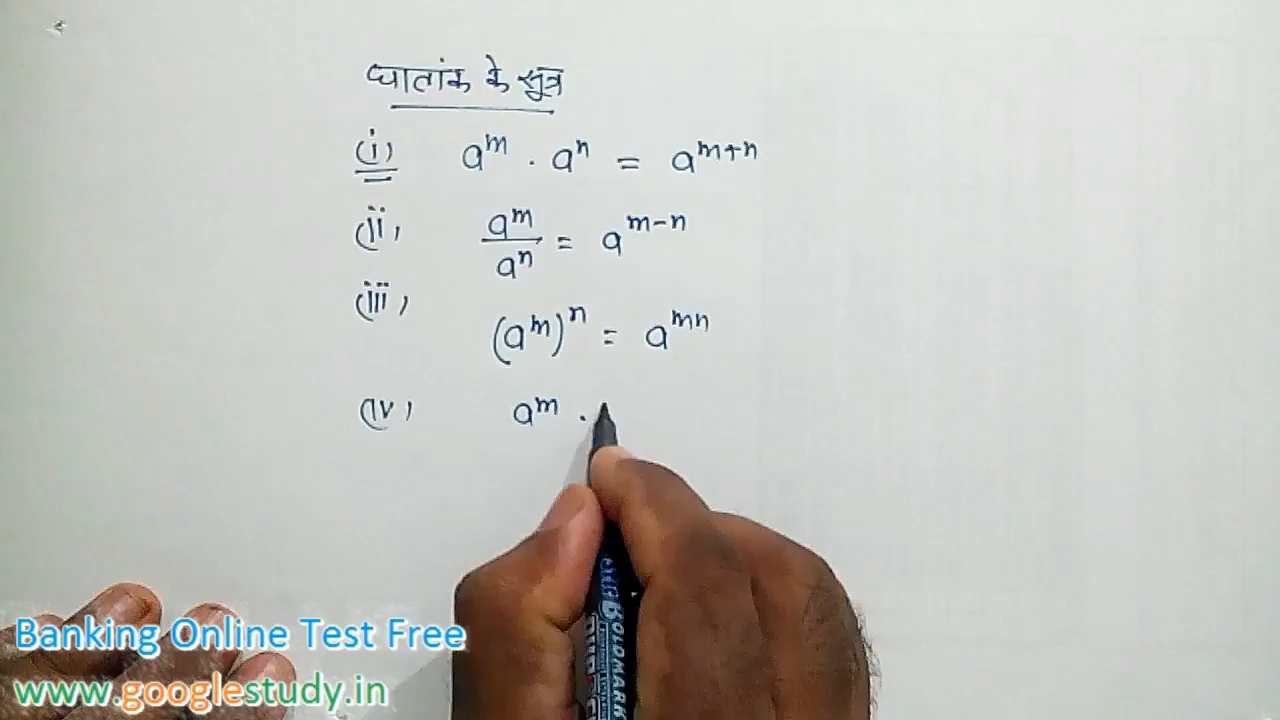 घातांक के सूत्र
(i) a^m . a^n = a^{m+n}
(ii) a^m / a^n = a^{m-n}
(iii) (a^m)^n = a^{mn}
(iv) a^m .
Banking Online Test Free
www.googlestudy.in